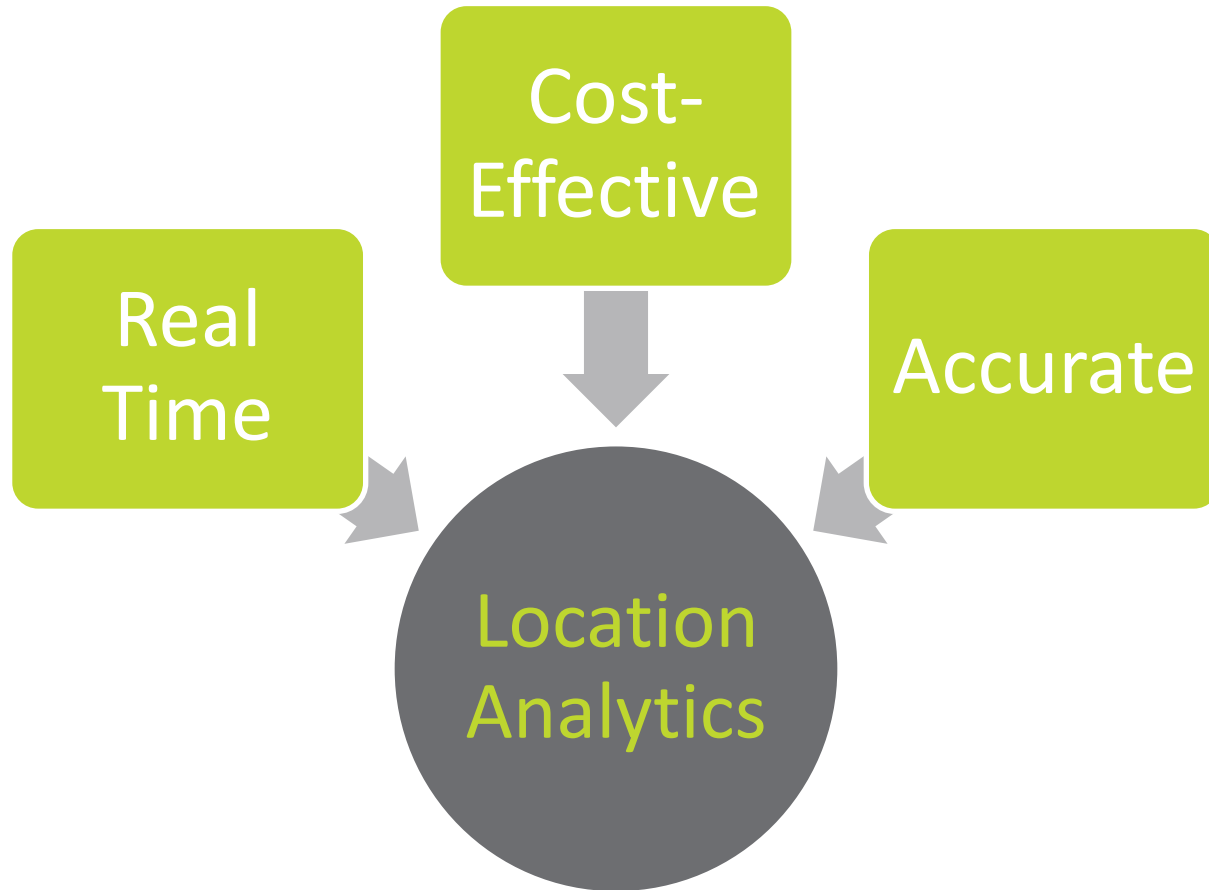 Cost-
Effective
Real
Time
Accurate
Location
Analytics